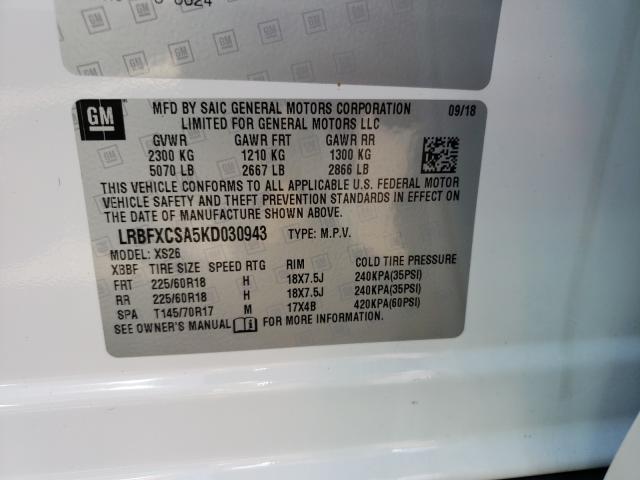 GM
MFD BY SAIC GENERAL MOTORS CORPORATION 09/18
LIMITED FOR GENERAL MOTORS LLC
GVWR GAWR FRT GAWR RR
2300 KG 1210 KG 1300 KG
5070 LB 2667 LB 2866 LB
THIS VEHICLE CONFORMS TO ALL APPLICABLE U.S. FEDERAL MOTOR
VEHICLE SAFETY AND THEFT PREVENTION STANDARDS IN EFFECT ON
THE DATE OF MANUFACTURE SHOWN ABOVE.
LRBFXCSA5KD030943 TYPE: M.P.V.
MODEL: XS26
XBBF TIRE SIZE SPEED RTG RIM COLD TIRE PRESSURE
FRT 225/60R18 H 18X7.5J 240KPA(35PSI)
RR 225/60R18 H 18X7.5J 240KPA(35PSI)
SPA T145/70R17 M 17X4B 420KPA(60PSI)
SEE OWNER'S MANUAL FOR MORE INFORMATION.